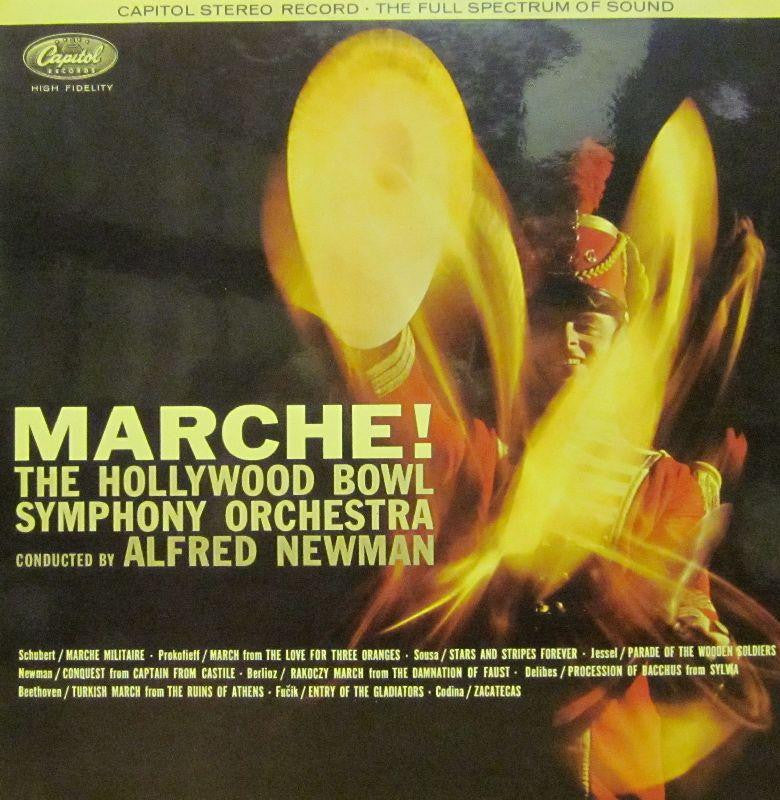 CAPITOL STEREO RECORD · THE FULL SPECTRUM OF SOUND
Capitol
RECORDS
HIGH FIDELITY
MARCHE!
THE HOLLYWOOD BOWL
SYMPHONY ORCHESTRA
CONDUCTED BY ALFRED NEWMAN
Schubert / MARCHE MILITAIRE · Prokofieff / MARCH from THE LOVE FOR THREE ORANGES · Sousa / STARS AND STRIPES FOREVER · Jessel / PARADE OF THE WOODEN SOLDIERS
Newman / CONQUEST from CAPTAIN FROM CASTILE · Berlioz / RAKOCZY MARCH from THE DAMNATION OF FAUST · Delibes / PROCESSION OF BACCHUS from SYLVIA
Beethoven / TURKISH MARCH from THE RUINS OF ATHENS · Fučik / ENTRY OF THE GLADIATORS · Codina / ZACATECAS